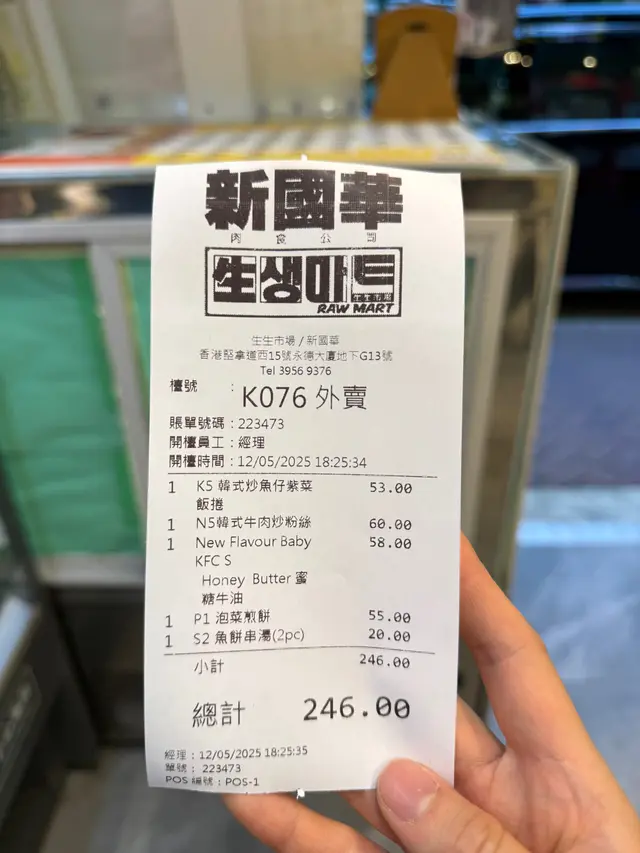 新國華
肉食公司
生생마트
生生市場
RAW MART
生生市場 / 新國華
香港堅拿道西15號永德大廈地下G13號
Tel 3956 9376
檯號 : K076 外賣
賬單號碼 : 223473
開檯員工 : 經理
開檯時間 : 12/05/2025 18:25:34
1 K5 韓式炒魚仔紫菜 53.00
飯捲
1 N5韓式牛肉炒粉絲 60.00
1 New Flavour Baby 58.00
KFC S
Honey Butter 蜜
糖牛油
1 P1 泡菜煎餅 55.00
1 S2 魚餅串湯(2pc) 20.00
小計 246.00
總計 246.00
經理 : 12/05/2025 18:25:35
單號 : 223473
POS 編號 : POS-1